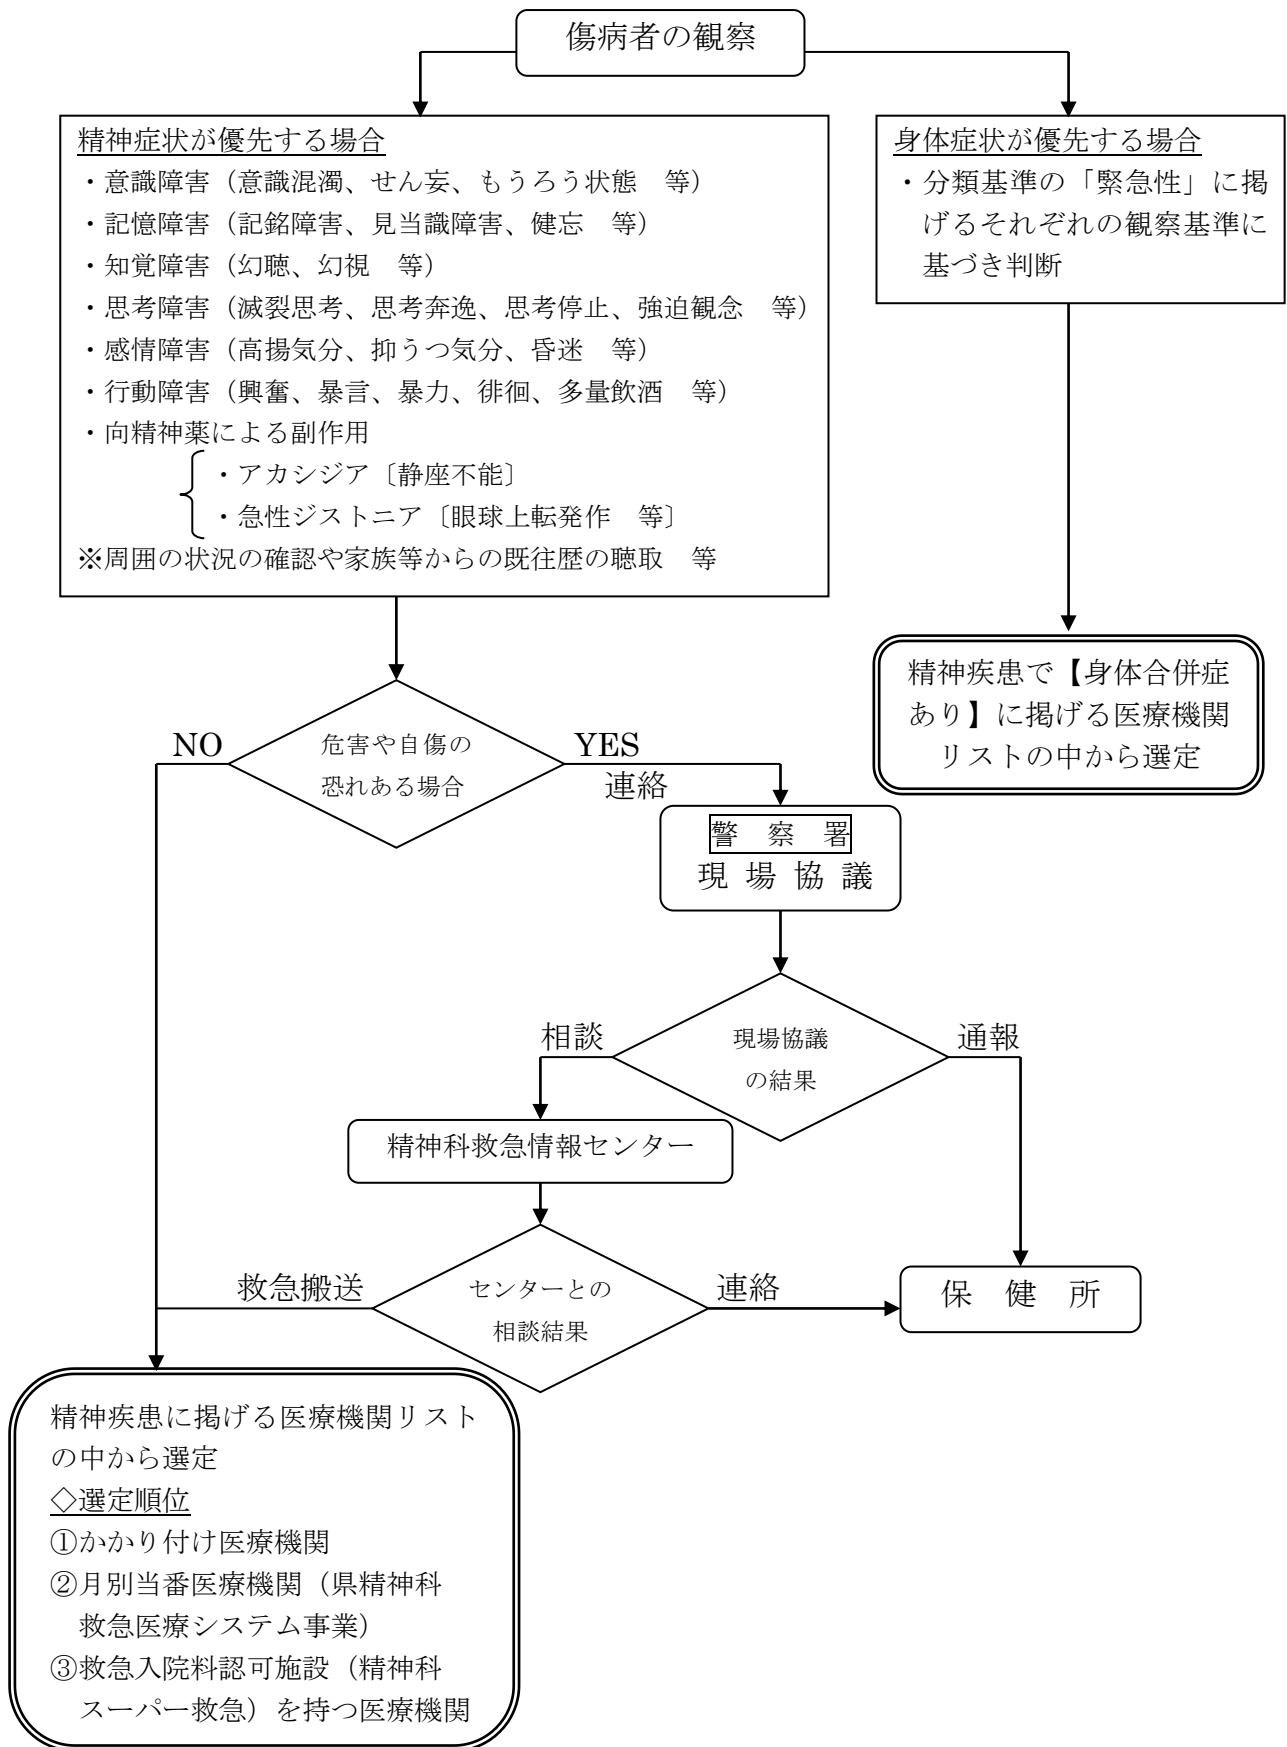 傷病者の観察
精神症状が優先する場合
・意識障害（意識混濁、せん妄、もうろう状態　等）
・記憶障害（記銘障害、見当識障害、健忘　等）
・知覚障害（幻聴、幻視　等）
・思考障害（滅裂思考、思考奔逸、思考停止、強迫観念　等）
・感情障害（高揚気分、抑うつ気分、昏迷　等）
・行動障害（興奮、暴言、暴力、徘徊、多量飲酒　等）
・向精神薬による副作用
・アカシジア〔静座不能〕
・急性ジストニア〔眼球上転発作　等〕
※周囲の状況の確認や家族等からの既往歴の聴取　等
身体症状が優先する場合
・分類基準の「緊急性」に掲
げるそれぞれの観察基準に
基づき判断
精神疾患で【身体合併症
あり】に掲げる医療機関
リストの中から選定
NO
危害や自傷の
恐れある場合
YES
連絡
警　察　署
現 場 協 議
相談
現場協議
の結果
通報
精神科救急情報センター
救急搬送
センターとの
相談結果
連絡
保　健　所
精神疾患に掲げる医療機関リスト
の中から選定
◇選定順位
①かかり付け医療機関
②月別当番医療機関（県精神科
救急医療システム事業）
③救急入院料認可施設（精神科
スーパー救急）を持つ医療機関